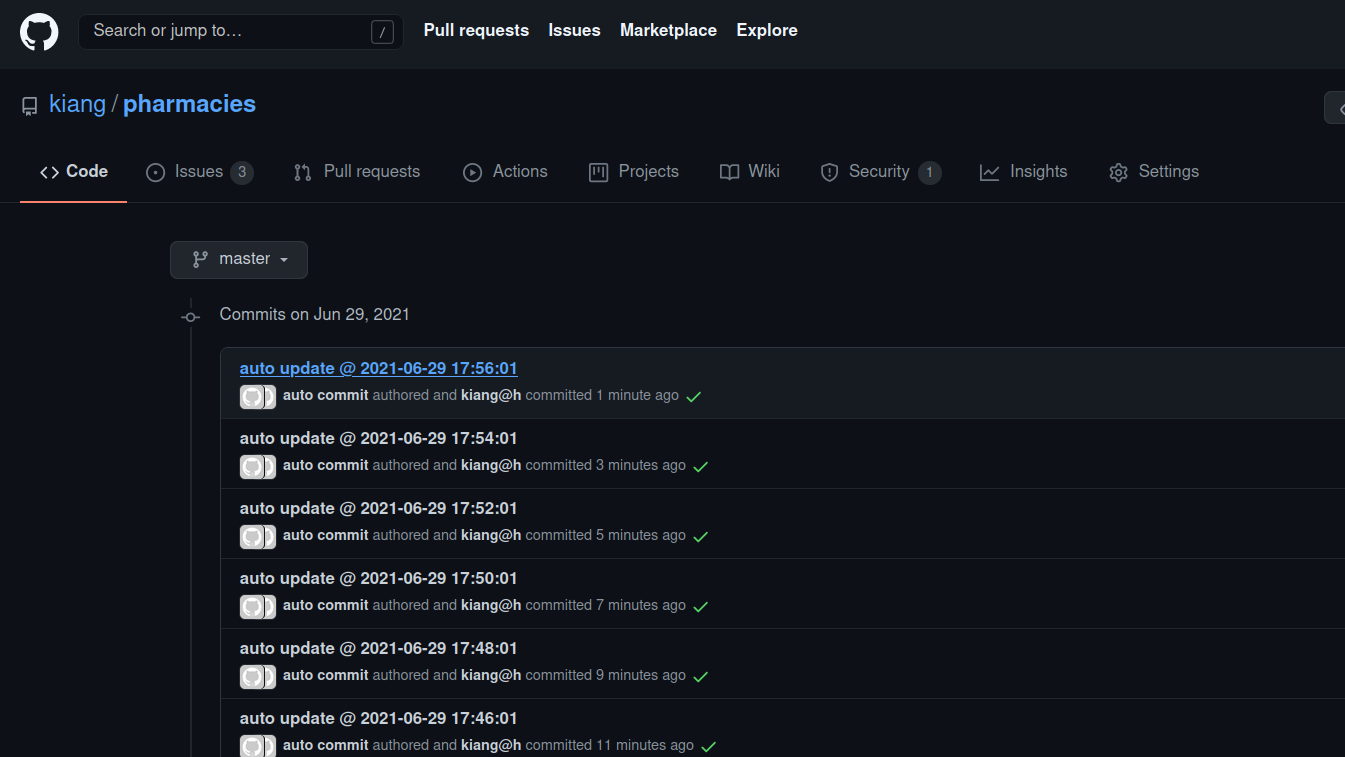 Search or jump to… /
Pull requests Issues Marketplace Explore
kiang / pharmacies
Code Issues 3 Pull requests Actions Projects Wiki Security 1 Insights Settings
master
Commits on Jun 29, 2021
auto update @ 2021-06-29 17:56:01
auto commit authored and kiang@h committed 1 minute ago
auto update @ 2021-06-29 17:54:01
auto commit authored and kiang@h committed 3 minutes ago
auto update @ 2021-06-29 17:52:01
auto commit authored and kiang@h committed 5 minutes ago
auto update @ 2021-06-29 17:50:01
auto commit authored and kiang@h committed 7 minutes ago
auto update @ 2021-06-29 17:48:01
auto commit authored and kiang@h committed 9 minutes ago
auto update @ 2021-06-29 17:46:01
auto commit authored and kiang@h committed 11 minutes ago